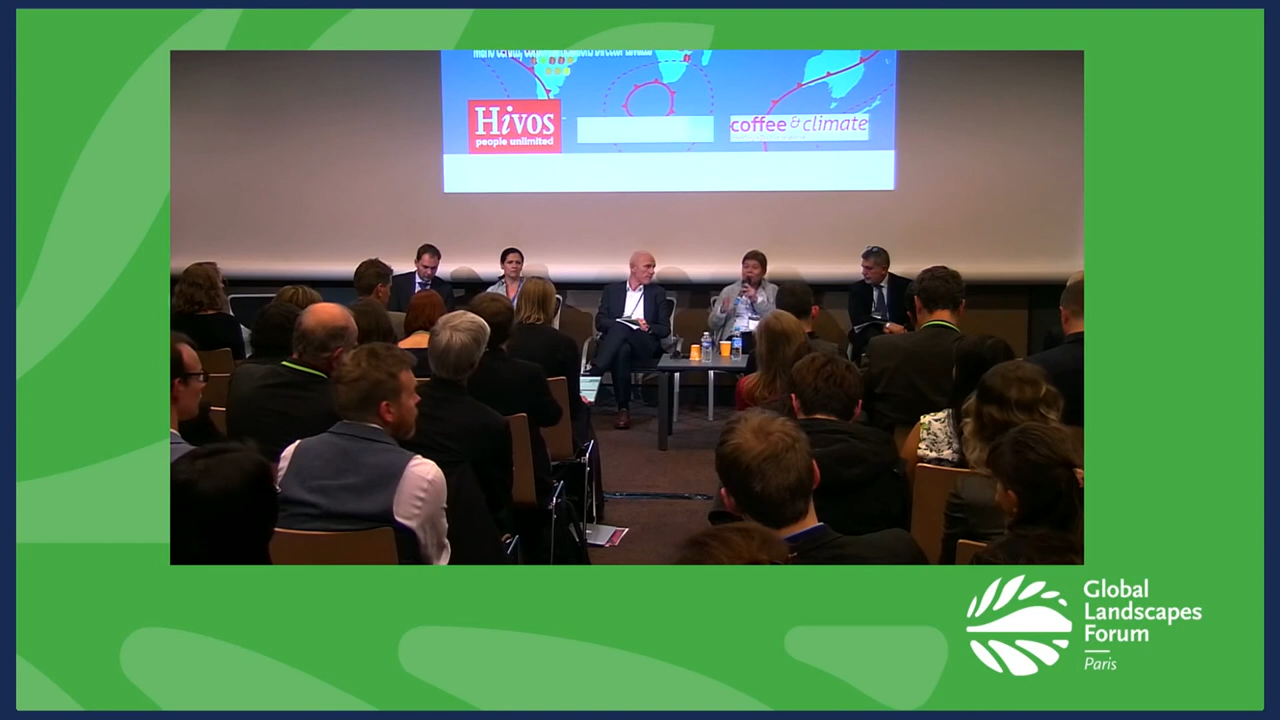 Hivos
people unlimited
coffee & climate
Global
Landscapes
Forum
Paris